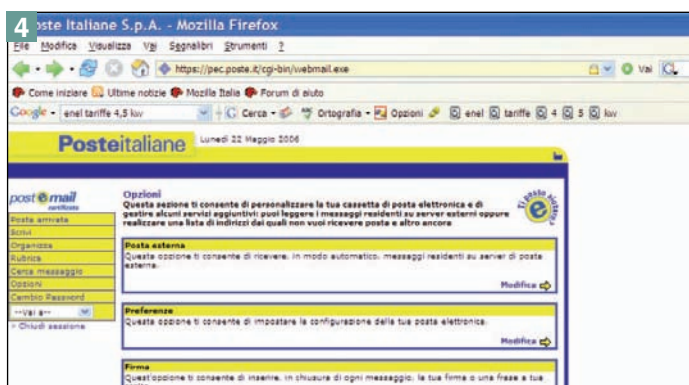 4
oste Italiane S.p.A. - Mozilla Firefox
File Modifica Visualizza Vai Segnalibri Strumenti ?
https://pec.poste.it/cgi-bin/webmail.exe Vai
Come iniziare Ultime notizie Mozilla Italia Forum di aiuto
Google enel tariffe 4,5 kw Cerca Ortografia Opzioni enel tariffe 4 5 kw
Posteitaliane Lunedì 22 Maggio 2006
postemail
certificata
Posta arrivata
Scrivi
Organizza
Rubrica
Cerca messaggio
Opzioni
Cambio Password
--Vai a--
> Chiudi sessione
Opzioni
Questa sezione ti consente di personalizzare la tua cassetta di posta elettronica e di
gestire alcuni servizi aggiuntivi: puoi leggere i messaggi residenti su server esterni oppure
realizzare una lista di indirizzi dai quali non vuoi ricevere posta e altro ancora
Ti posso aiutare?
Posta esterna
Questa opzione ti consente di ricevere, in modo automatico, messaggi residenti su server di posta
esterna.
Modifica
Preferenze
Questa opzione ti consente di impostare la configurazione della tua posta elettronica.
Modifica
Firma
Quest'opzione ti consente di inserire, in chiusura di ogni messaggio, la tua firma o una frase a tua